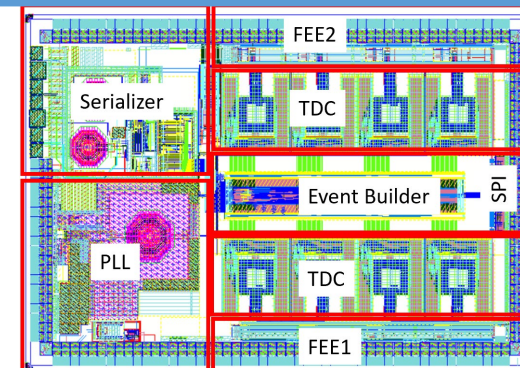 FEE2
Serializer
TDC
Event Builder
SPI
PLL
TDC
FEE1